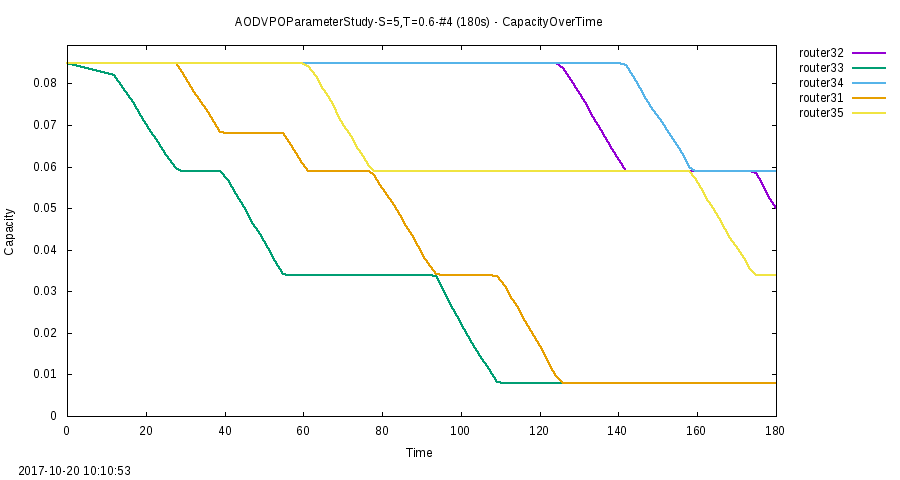 AODVPOParameterStudy-S=5,T=0.6-#4 (180s) - CapacityOverTime
router32
router33
router34
router31
router35
0.08
0.07
0.06
0.05
0.04
0.03
0.02
0.01
0
Capacity
0 20 40 60 80 100 120 140 160 180
Time
2017-10-20 10:10:53